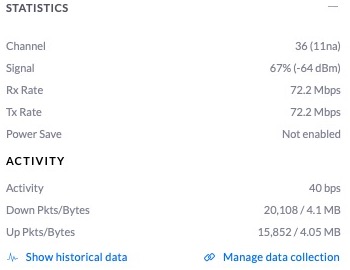 STATISTICS
Channel 36 (11na)
Signal 67% (-64 dBm)
Rx Rate 72.2 Mbps
Tx Rate 72.2 Mbps
Power Save Not enabled
ACTIVITY
Activity 40 bps
Down Pkts/Bytes 20,108 / 4.1 MB
Up Pkts/Bytes 15,852 / 4.05 MB
Show historical data Manage data collection